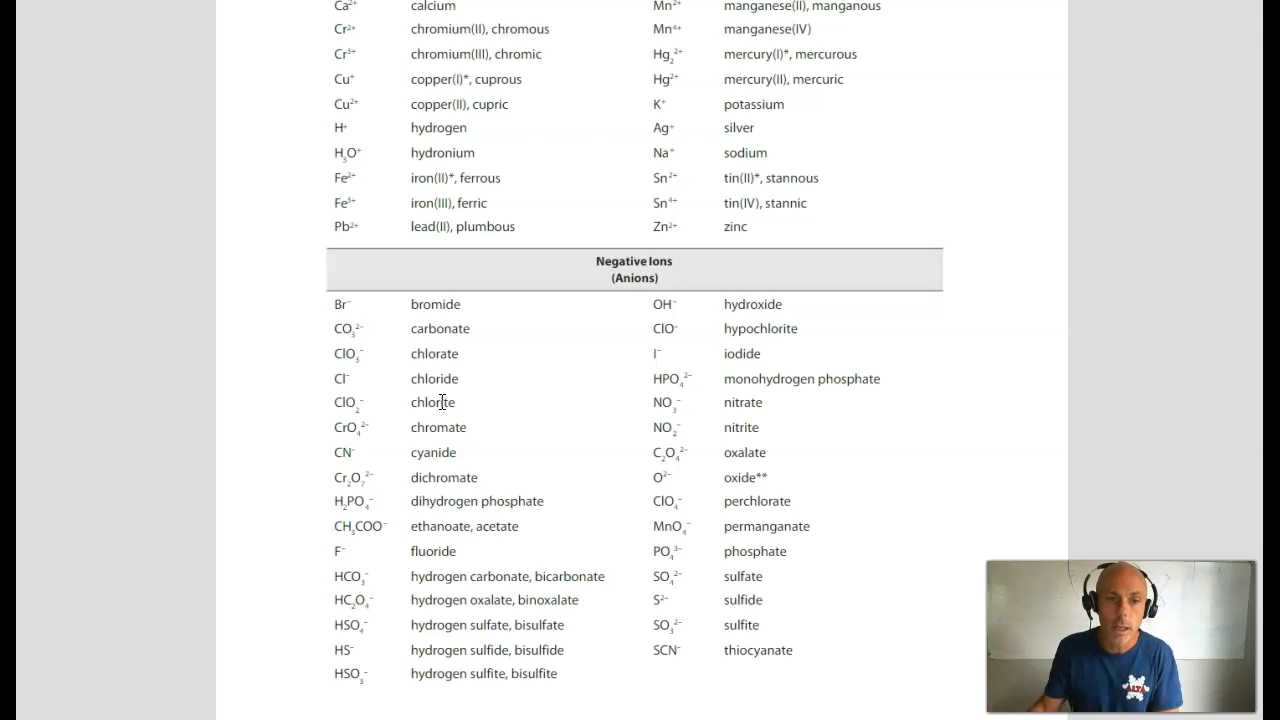 Ca²⁺ calcium Mn²⁺ manganese(II), manganous
Cr²⁺ chromium(II), chromous Mn⁴⁺ manganese(IV)
Cr³⁺ chromium(III), chromic Hg₂²⁺ mercury(I)*, mercurous
Cu⁺ copper(I)*, cuprous Hg²⁺ mercury(II), mercuric
Cu²⁺ copper(II), cupric K⁺ potassium
H⁺ hydrogen Ag⁺ silver
H₃O⁺ hydronium Na⁺ sodium
Fe²⁺ iron(II)*, ferrous Sn²⁺ tin(II)*, stannous
Fe³⁺ iron(III), ferric Sn⁴⁺ tin(IV), stannic
Pb²⁺ lead(II), plumbous Zn²⁺ zinc
Negative Ions
(Anions)
Br⁻ bromide OH⁻ hydroxide
CO₃²⁻ carbonate ClO⁻ hypochlorite
ClO₃⁻ chlorate I⁻ iodide
Cl⁻ chloride HPO₄²⁻ monohydrogen phosphate
ClO₂⁻ chlorite NO₃⁻ nitrate
CrO₄²⁻ chromate NO₂⁻ nitrite
CN⁻ cyanide C₂O₄²⁻ oxalate
Cr₂O₇²⁻ dichromate O²⁻ oxide**
H₂PO₄⁻ dihydrogen phosphate ClO₄⁻ perchlorate
CH₃COO⁻ ethanoate, acetate MnO₄⁻ permanganate
F⁻ fluoride PO₄³⁻ phosphate
HCO₃⁻ hydrogen carbonate, bicarbonate SO₄²⁻ sulfate
HC₂O₄⁻ hydrogen oxalate, binoxalate S²⁻ sulfide
HSO₄⁻ hydrogen sulfate, bisulfate SO₃²⁻ sulfite
HS⁻ hydrogen sulfide, bisulfide SCN⁻ thiocyanate
HSO₃⁻ hydrogen sulfite, bisulfite